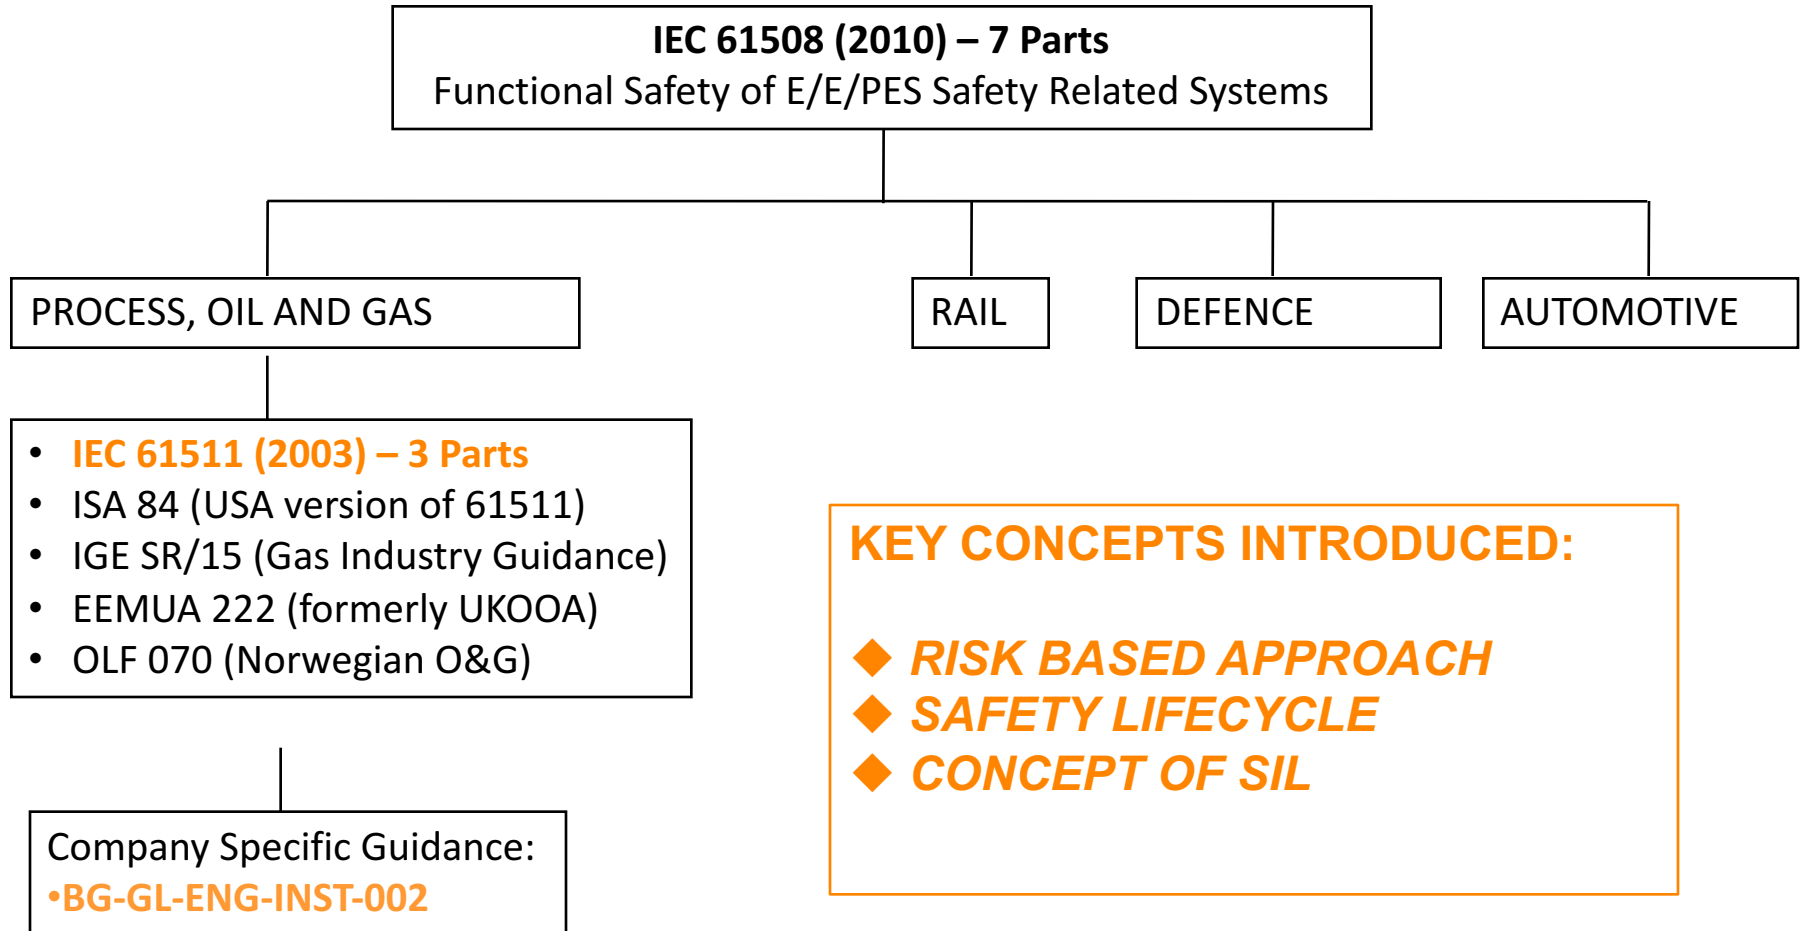 IEC 61508 (2010) – 7 Parts
Functional Safety of E/E/PES Safety Related Systems
PROCESS, OIL AND GAS
RAIL
DEFENCE
AUTOMOTIVE
• IEC 61511 (2003) – 3 Parts
• ISA 84 (USA version of 61511)
• IGE SR/15 (Gas Industry Guidance)
• EEMUA 222 (formerly UKOOA)
• OLF 070 (Norwegian O&G)
KEY CONCEPTS INTRODUCED:
◆ RISK BASED APPROACH
◆ SAFETY LIFECYCLE
◆ CONCEPT OF SIL
Company Specific Guidance:
•BG-GL-ENG-INST-002